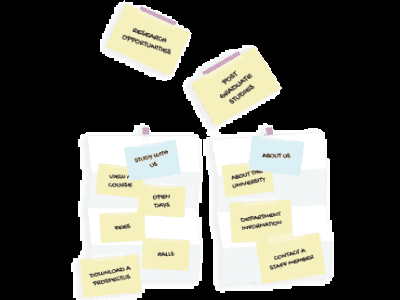 RESEARCH
OPPORTUNITIES
POST
GRADUATE
STUDIES
STUDY WITH
US
VIEW A
COURSE
OPEN
DAYS
FEES
HALLS
DOWNLOAD A
PROSPECTUS
ABOUT US
ABOUT THE
UNIVERSITY
DEPARTMENT
INFORMATION
CONTACT A
STAFF MEMBER